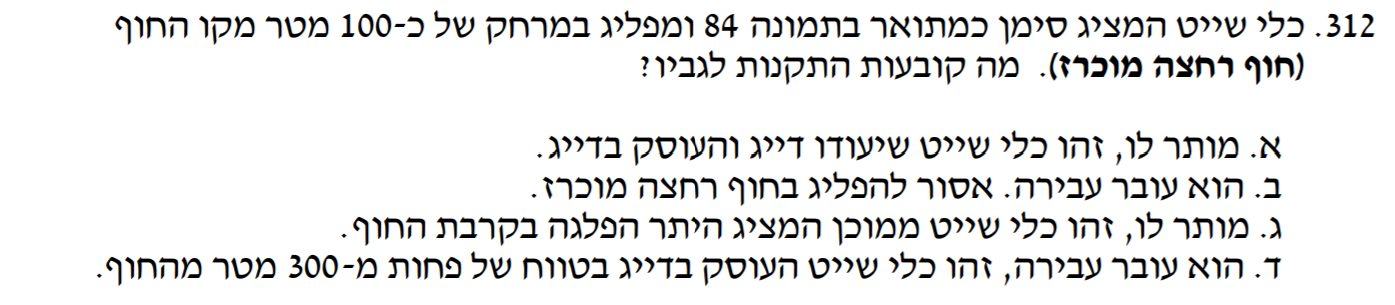 312. כלי שייט המציג סימן כמתואר בתמונה 84 ומפליג במרחק של כ-100 מטר מקו החוף
(חוף רחצה מוכרז). מה קובעות התקנות לגביו?
א. מותר לו, זהו כלי שייט שיעודו דייג והעוסק בדייג.
ב. הוא עובר עבירה. אסור להפליג בחוף רחצה מוכרז.
ג. מותר לו, זהו כלי שייט ממוכן המציג היתר הפלגה בקרבת החוף.
ד. הוא עובר עבירה, זהו כלי שייט העוסק בדייג בטווח של פחות מ-300 מטר מהחוף.